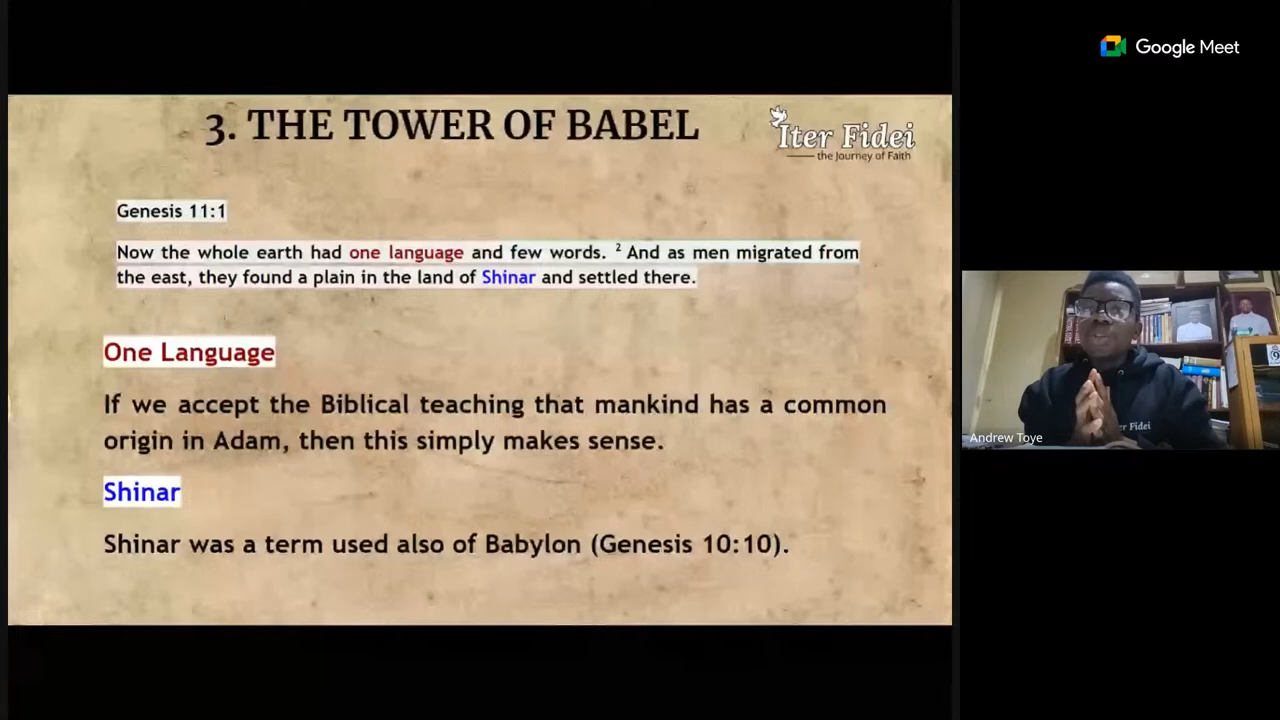 Google Meet
3. THE TOWER OF BABEL
Iter Fidei
the Journey of Faith
Genesis 11:1
Now the whole earth had one language and few words. 2 And as men migrated from
the east, they found a plain in the land of Shinar and settled there.
One Language
If we accept the Biblical teaching that mankind has a common
origin in Adam, then this simply makes sense.
Shinar
Shinar was a term used also of Babylon (Genesis 10:10).
er Fidei
Andrew Toye